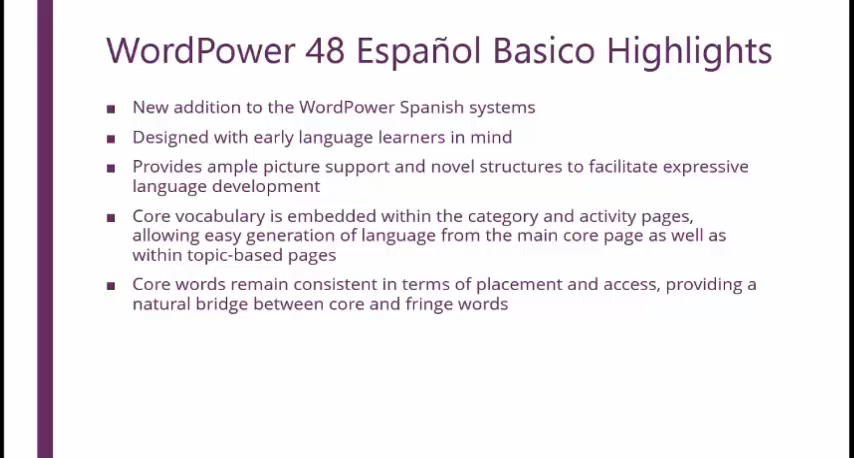 WordPower 48 Español Basico Highlights
■ New addition to the WordPower Spanish systems
■ Designed with early language learners in mind
■ Provides ample picture support and novel structures to facilitate expressive
language development
■ Core vocabulary is embedded within the category and activity pages,
allowing easy generation of language from the main core page as well as
within topic-based pages
■ Core words remain consistent in terms of placement and access, providing a
natural bridge between core and fringe words